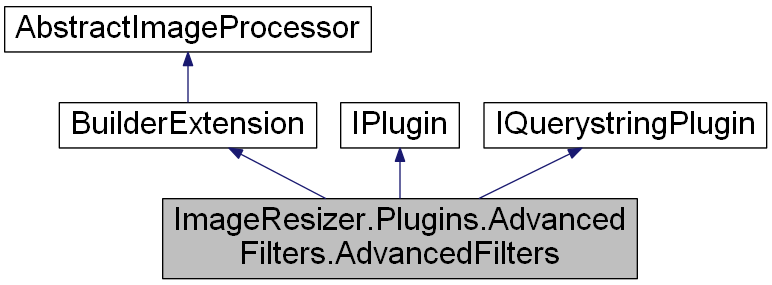 AbstractImageProcessor
BuilderExtension
IPlugin
IQuerystringPlugin
ImageResizer.Plugins.Advanced
Filters.AdvancedFilters